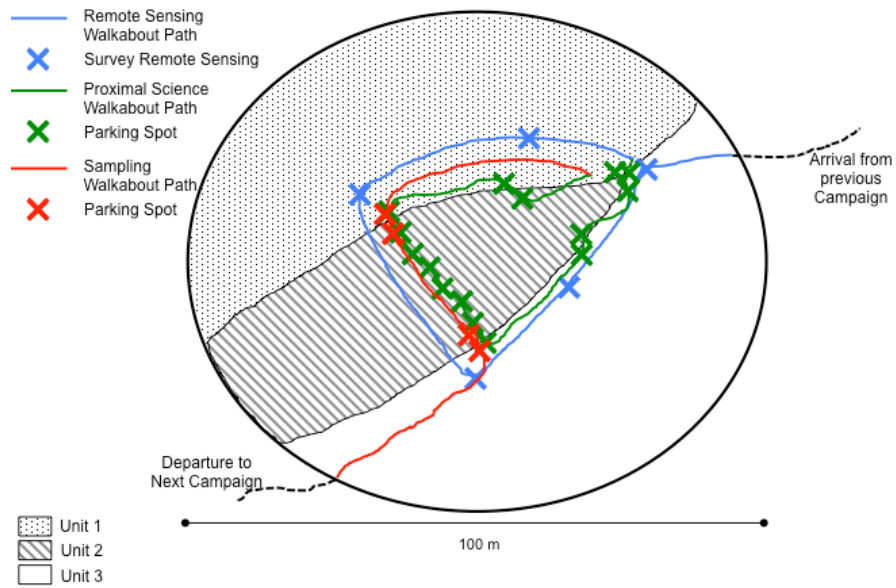 Remote Sensing
Walkabout Path
Survey Remote Sensing
Proximal Science
Walkabout Path
Parking Spot
Sampling
Walkabout Path
Parking Spot
Arrival from
previous
Campaign
Departure to
Next Campaign
Unit 1
Unit 2
Unit 3
100 m